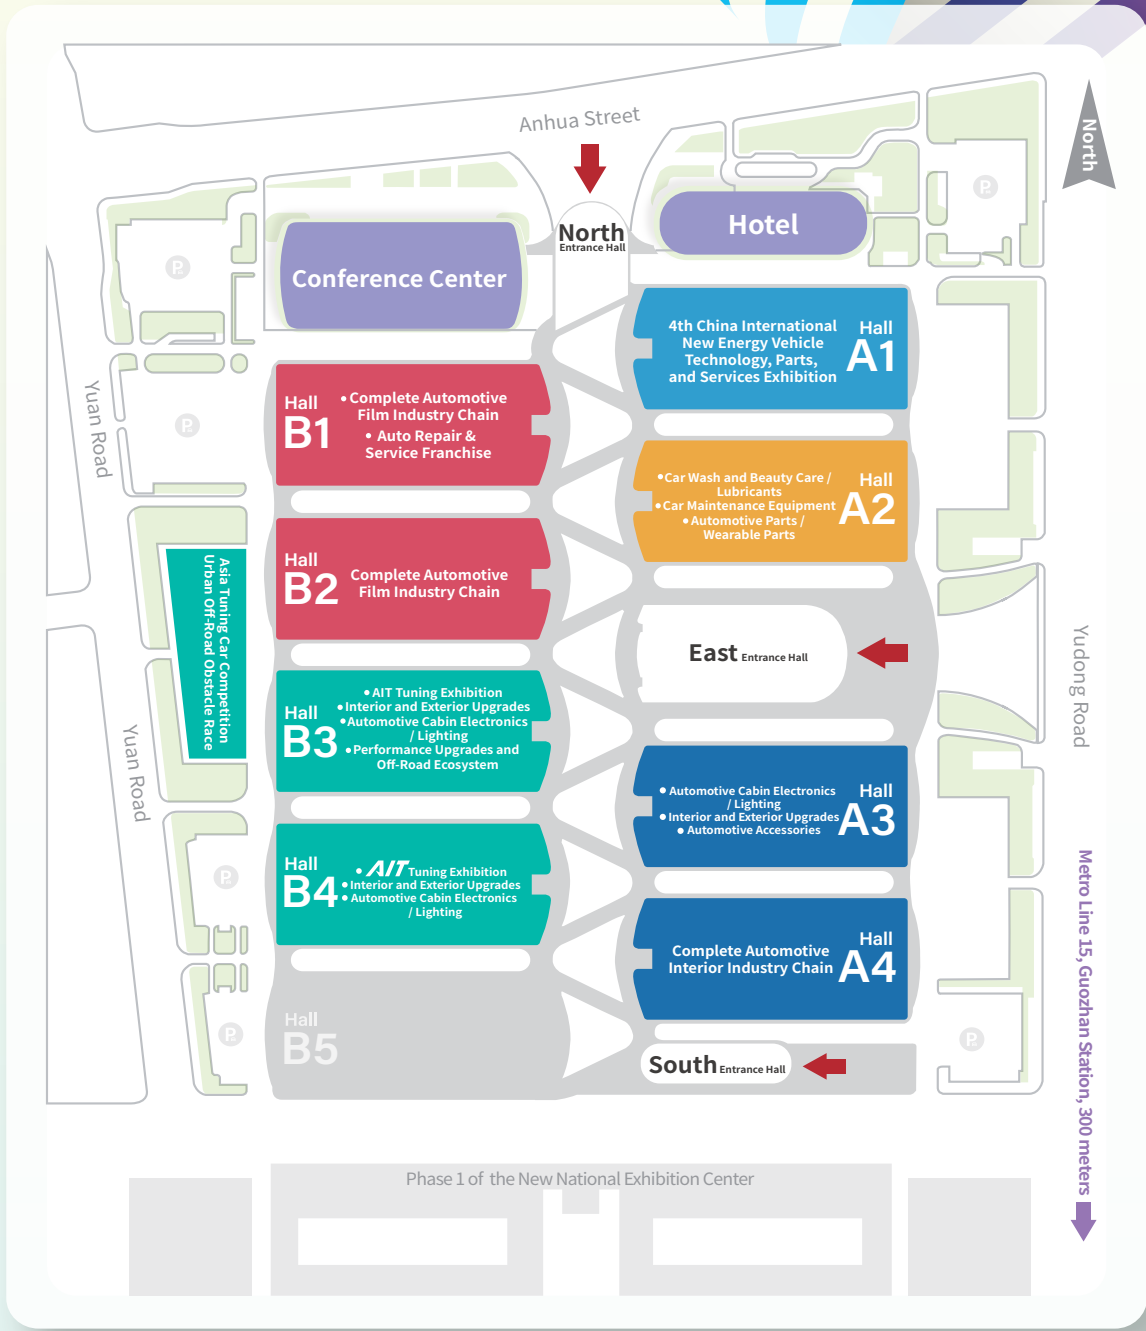 Anhua Street
North
P
North
Entrance Hall
Hotel
P
Conference Center
4th China International
New Energy Vehicle
Technology, Parts,
and Services Exhibition
Hall
A1
Yuan Road
P
Hall
B1
• Complete Automotive
Film Industry Chain
• Auto Repair &
Service Franchise
•Car Wash and Beauty Care /
Lubricants
•Car Maintenance Equipment
•Automotive Parts /
Wearable Parts
Hall
A2
Hall
B2
Complete Automotive
Film Industry Chain
Asia Tuning Car Competition
Urban Off-Road Obstacle Race
East Entrance Hall
Yudong Road
Hall
B3
•AIT Tuning Exhibition
•Interior and Exterior Upgrades
•Automotive Cabin Electronics
/ Lighting
•Performance Upgrades and
Off-Road Ecosystem
Yuan Road
• Automotive Cabin Electronics
/ Lighting
• Interior and Exterior Upgrades
• Automotive Accessories
Hall
A3
P
Hall
B4
• AIT Tuning Exhibition
•Interior and Exterior Upgrades
• Automotive Cabin Electronics
/ Lighting
Complete Automotive
Interior Industry Chain
Hall
A4
Metro Line 15, Guozhan Station, 300 meters
P
Hall
B5
South Entrance Hall
P
Phase 1 of the New National Exhibition Center